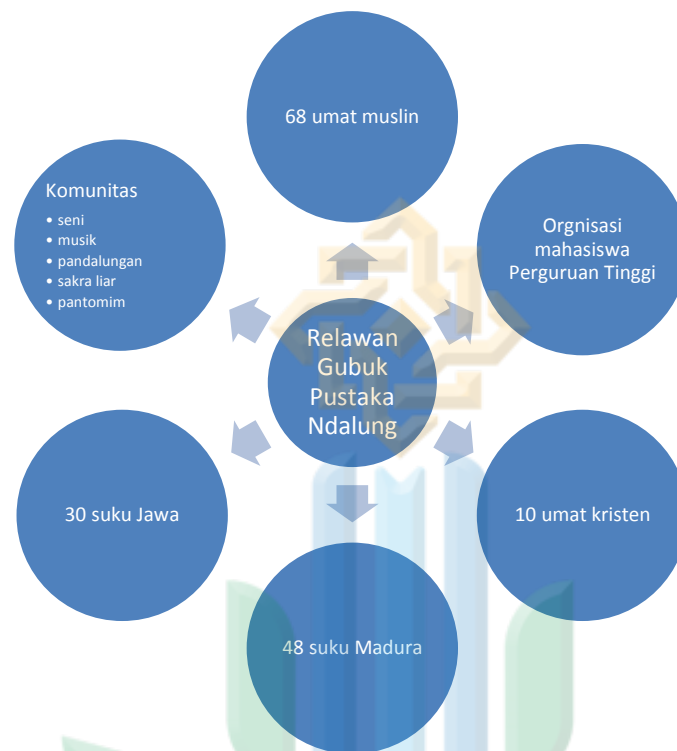 68 umat muslin
Komunitas
• seni
• musik
• pandalungan
• sakra liar
• pantomim
Orgnisasi
mahasiswa
Perguruan Tinggi
Relawan
Gubuk
Pustaka
Ndalung
30 suku Jawa
10 umat kristen
48 suku Madura